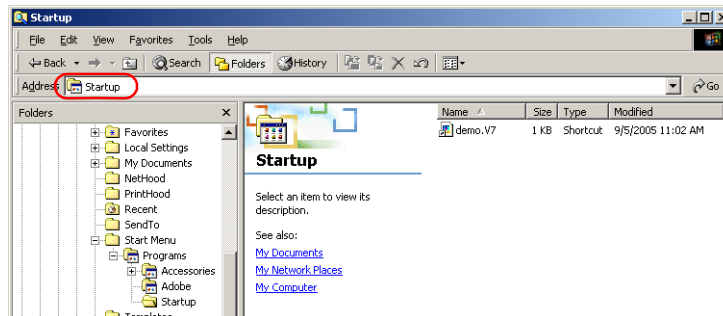 Startup
File Edit View Favorites Tools Help
Back Search Folders History
Address Startup Go
Folders x
Favorites
Local Settings
My Documents
NetHood
PrintHood
Recent
SendTo
Start Menu
Programs
Accessories
Adobe
Startup
Templates
Startup
Select an item to view its
description.
See also:
My Documents
My Network Places
My Computer
Name Size Type Modified
demo.V7 1 KB Shortcut 9/5/2005 11:02 AM